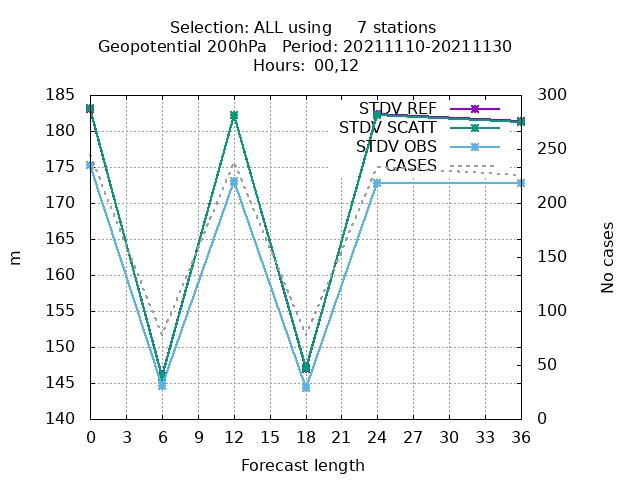 Selection: ALL using 7 stations
Geopotential 200hPa Period: 20211110-20211130
Hours: 00,12
STDV REF
STDV SCATT
STDV OBS
CASES
185
180
175
170
165
160
155
150
145
140
300
250
200
150
100
50
0
m
No cases
0 3 6 9 12 15 18 21 24 27 30 33 36
Forecast length